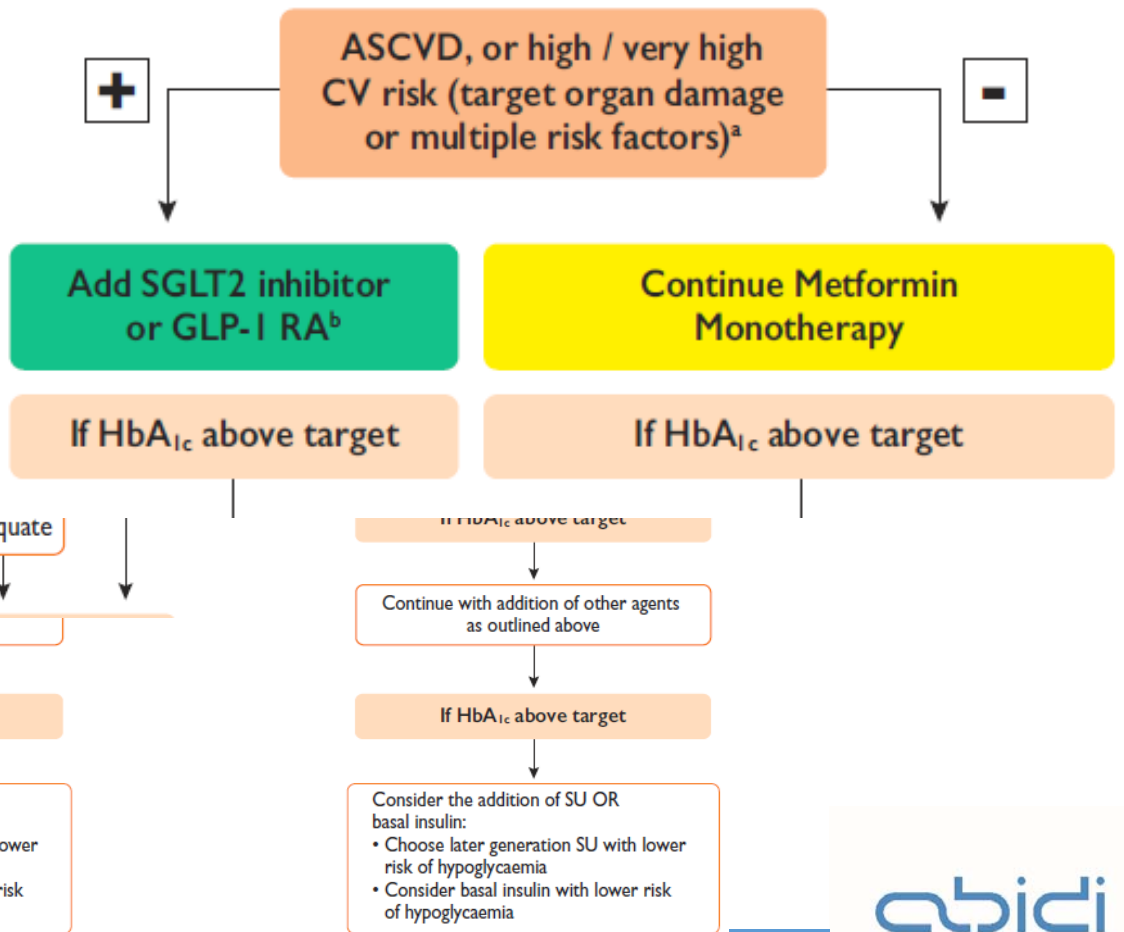 ASCVD, or high / very high
CV risk (target organ damage
or multiple risk factors)ᵃ
+
-
Add SGLT2 inhibitor
or GLP-1 RAᵇ
Continue Metformin
Monotherapy
If HbA₁c above target
If HbA₁c above target
quate
If HbA₁c above target
Continue with addition of other agents
as outlined above
If HbA₁c above target
Consider the addition of SU OR
basal insulin:
• Choose later generation SU with lower
risk of hypoglycaemia
• Consider basal insulin with lower risk
of hypoglycaemia
ower
risk
abidi